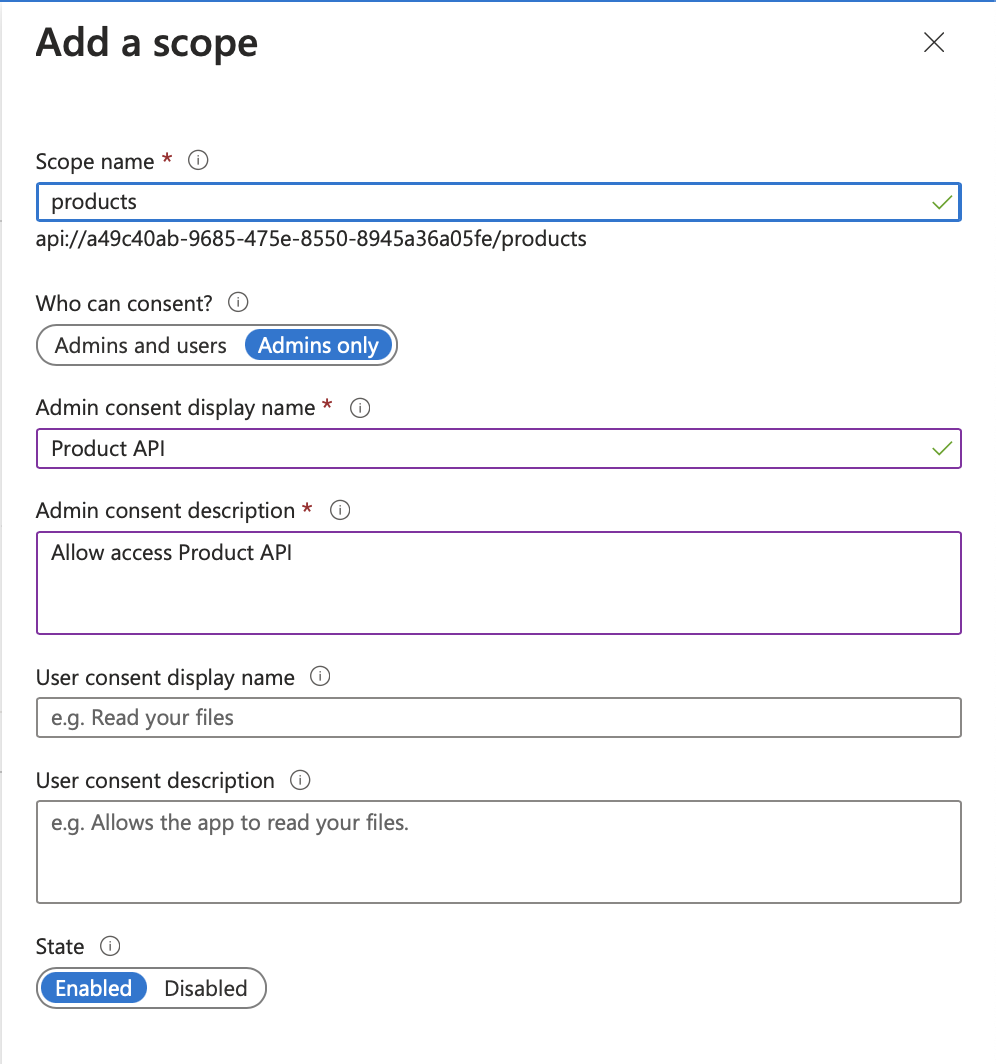 Add a scope
Scope name *
products
api://a49c40ab-9685-475e-8550-8945a36a05fe/products
Who can consent?
Admins and users Admins only
Admin consent display name *
Product API
Admin consent description *
Allow access Product API
User consent display name
e.g. Read your files
User consent description
e.g. Allows the app to read your files.
State
Enabled Disabled